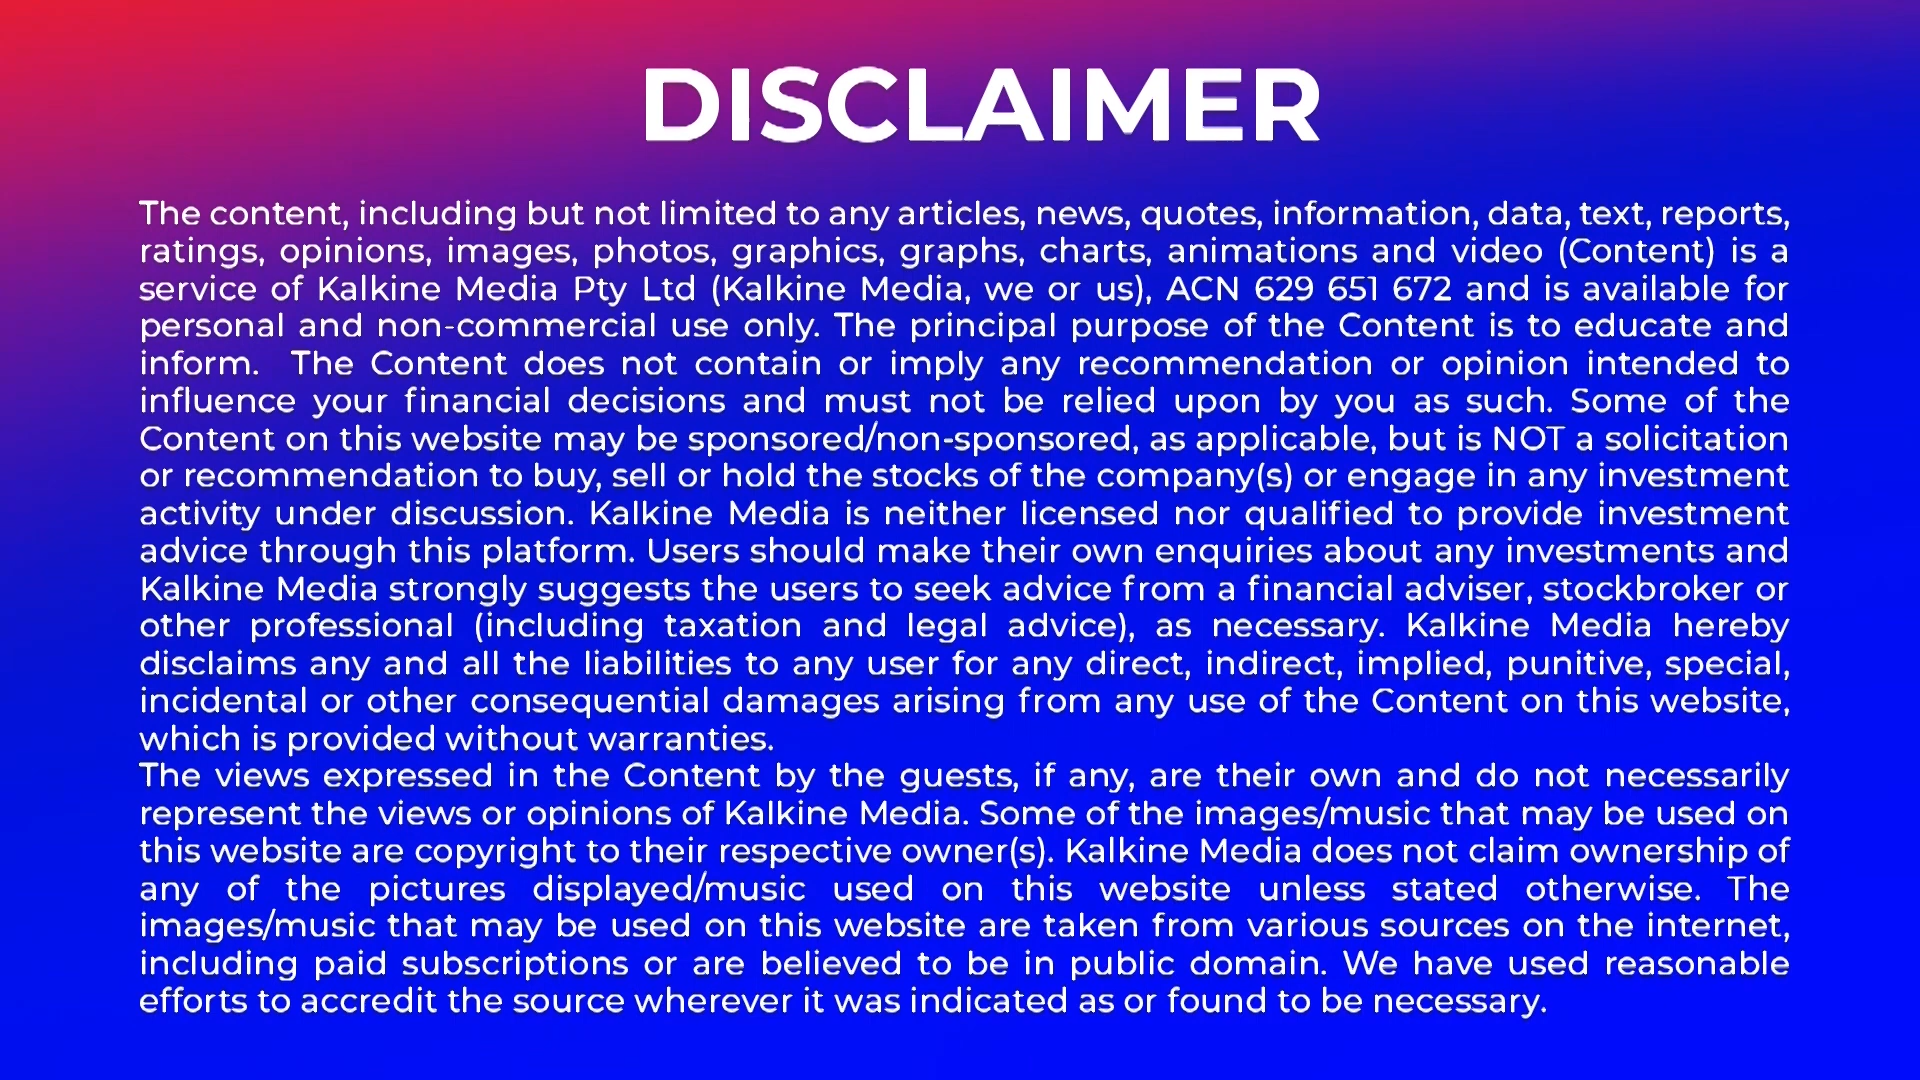 DISCLAIMER
The content, including but not limited to any articles, news, quotes, information, data, text, reports,
ratings, opinions, images, photos, graphics, graphs, charts, animations and video (Content) is a
service of Kalkine Media Pty Ltd (Kalkine Media, we or us), ACN 629 651 672 and is available for
personal and non-commercial use only. The principal purpose of the Content is to educate and
inform. The Content does not contain or imply any recommendation or opinion intended to
influence your financial decisions and must not be relied upon by you as such. Some of the
Content on this website may be sponsored/non-sponsored, as applicable, but is NOT a solicitation
or recommendation to buy, sell or hold the stocks of the company(s) or engage in any investment
activity under discussion. Kalkine Media is neither licensed nor qualified to provide investment
advice through this platform. Users should make their own enquiries about any investments and
Kalkine Media strongly suggests the users to seek advice from a financial adviser, stockbroker or
other professional (including taxation and legal advice), as necessary. Kalkine Media hereby
disclaims any and all the liabilities to any user for any direct, indirect, implied, punitive, special,
incidental or other consequential damages arising from any use of the Content on this website,
which is provided without warranties.
The views expressed in the Content by the guests, if any, are their own and do not necessarily
represent the views or opinions of Kalkine Media. Some of the images/music that may be used on
this website are copyright to their respective owner(s). Kalkine Media does not claim ownership of
any of the pictures displayed/music used on this website unless stated otherwise. The
images/music that may be used on this website are taken from various sources on the internet,
including paid subscriptions or are believed to be in public domain. We have used reasonable
efforts to accredit the source wherever it was indicated as or found to be necessary.